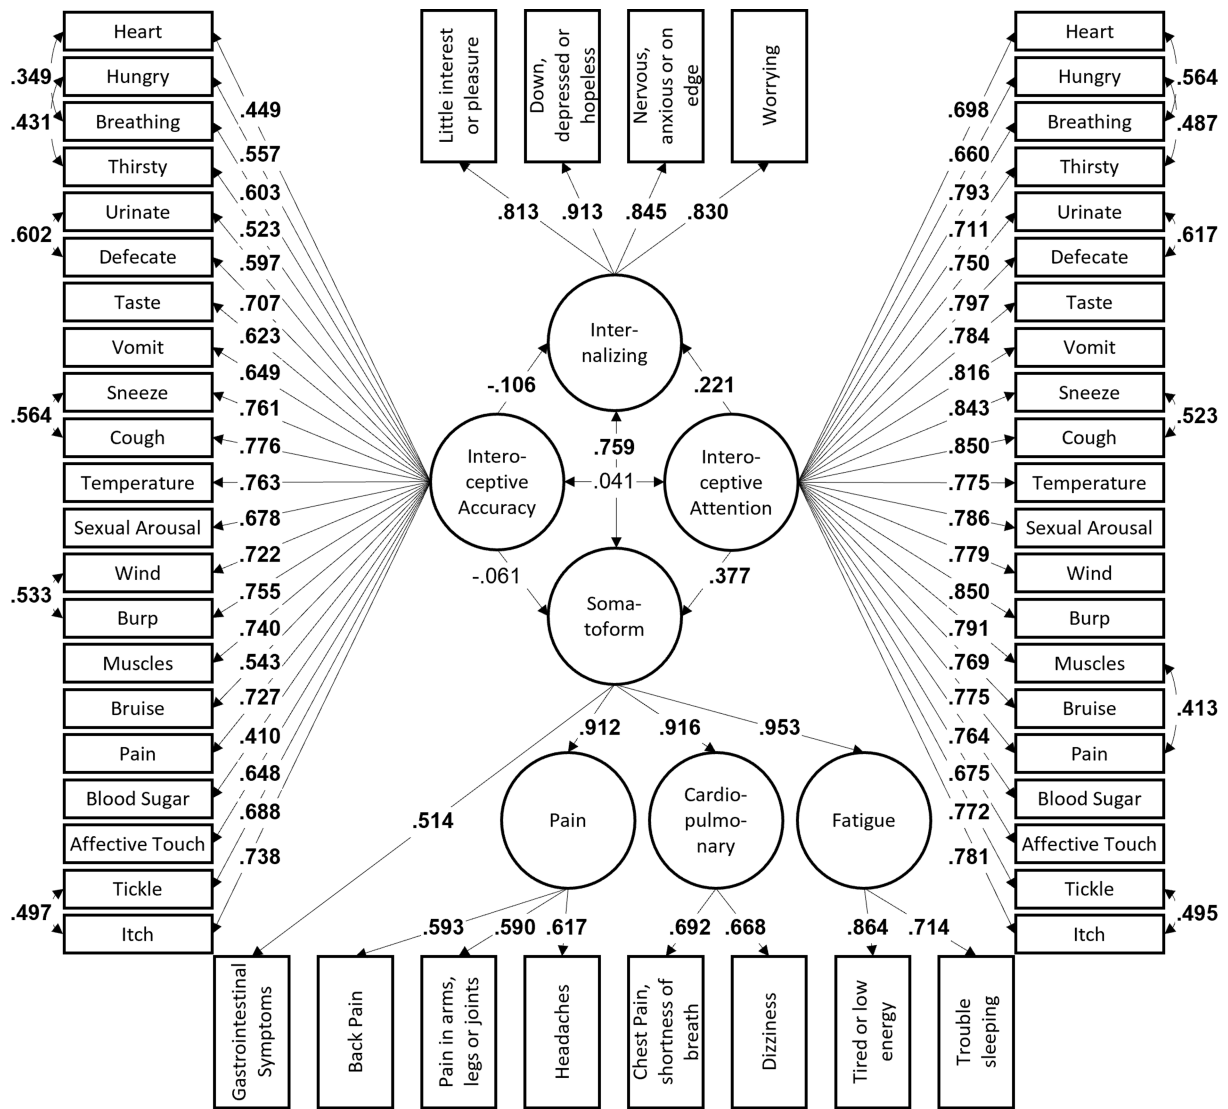 Heart
Hungry
Breathing
Thirsty
Urinate
Defecate
Taste
Vomit
Sneeze
Cough
Temperature
Sexual Arousal
Wind
Burp
Muscles
Bruise
Pain
Blood Sugar
Affective Touch
Tickle
Itch
.349
.431
.602
.564
.533
.497
.449
.557
.603
.523
.597
.707
.623
.649
.761
.776
.763
.678
.722
.755
.740
.543
.727
.410
.648
.688
.738
Little interest
or pleasure
Down,
depressed or
hopeless
Nervous,
anxious or on
edge
Worrying
.813
.913
.845
.830
Inter-
nalizing
-.106
.221
.759
Intero-
ceptive
Accuracy
.041
Intero-
ceptive
Attention
-.061
.377
Soma-
toform
.514
.912
.916
.953
Pain
Cardio-
pulmo-
nary
Fatigue
.593
.590
.617
.692
.668
.864
.714
Gastrointestinal
Symptoms
Back Pain
Pain in arms,
legs or joints
Headaches
Chest Pain,
shortness of
breath
Dizziness
Tired or low
energy
Trouble
sleeping
.698
.660
.793
.711
.750
.797
.784
.816
.843
.850
.775
.786
.779
.850
.791
.769
.775
.764
.675
.772
.781
Heart
Hungry
Breathing
Thirsty
Urinate
Defecate
Taste
Vomit
Sneeze
Cough
Temperature
Sexual Arousal
Wind
Burp
Muscles
Bruise
Pain
Blood Sugar
Affective Touch
Tickle
Itch
.564
.487
.617
.523
.413
.495